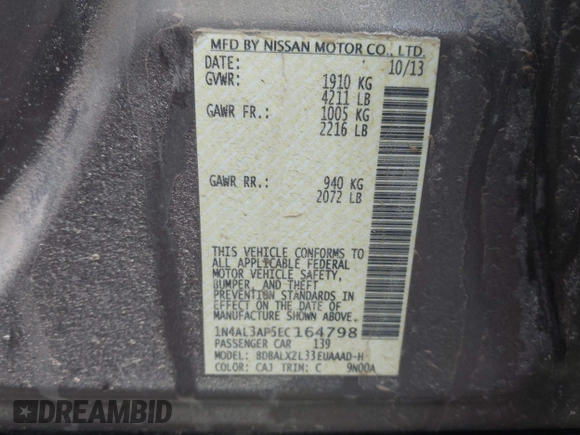 MFD BY NISSAN MOTOR CO., LTD.
DATE: 10/13
GVWR: 1910 KG
4211 LB
GAWR FR.: 1005 KG
2216 LB
GAWR RR.: 940 KG
2072 LB
THIS VEHICLE CONFORMS TO
ALL APPLICABLE FEDERAL
MOTOR VEHICLE SAFETY,
BUMPER, AND THEFT
PREVENTION STANDARDS
IN EFFECT ON THE DATE OF
MANUFACTURE SHOWN ABOVE.
1N4AL3AP5EC164798
PASSENGER CAR 139
MODEL: BDBALXZL33EUAAAD-H
COLOR: CAJ TRIM: C 9N00A
DREAMBID